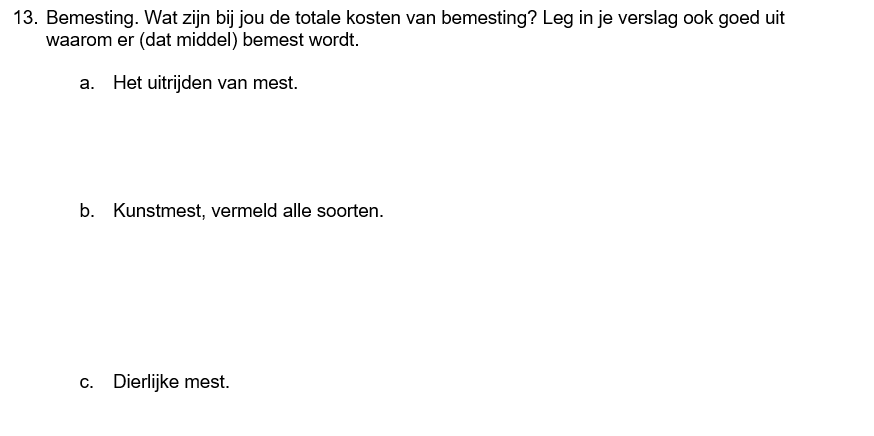 13. Bemesting. Wat zijn bij jou de totale kosten van bemesting? Leg in je verslag ook goed uit
waarom er (dat middel) bemest wordt.
a. Het uitrijden van mest.
b. Kunstmest, vermeld alle soorten.
c. Dierlijke mest.